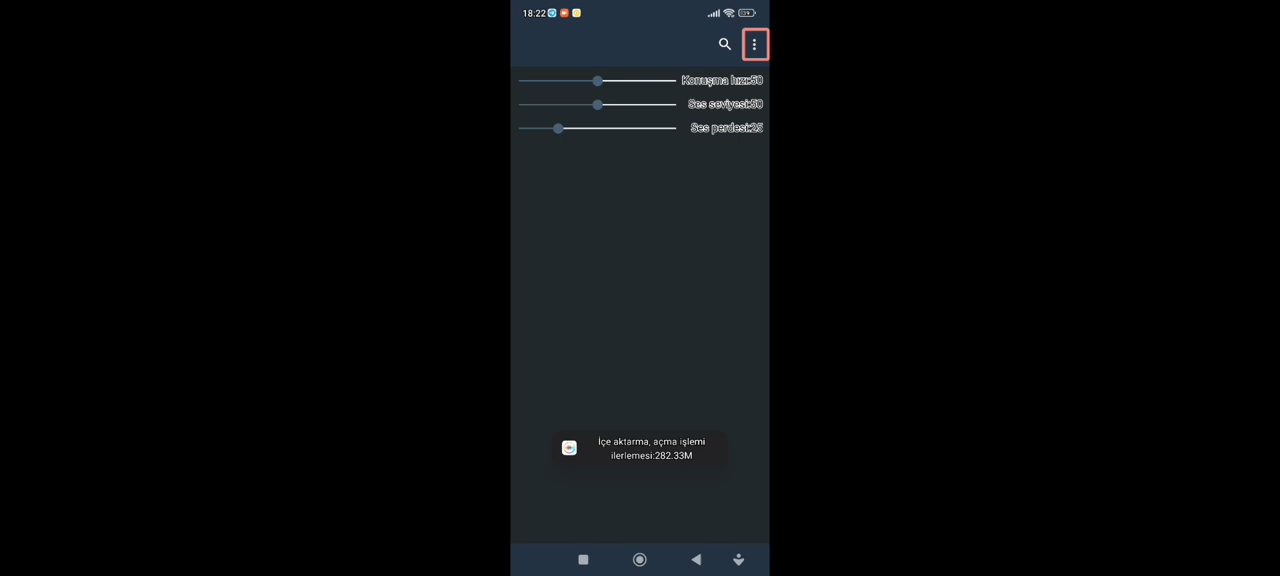 18:22
Konuşma hızı:50
Ses seviyesi:50
Ses perdesi:25
İçe aktarma, açma işlemi
ilerlemesi:282.33M